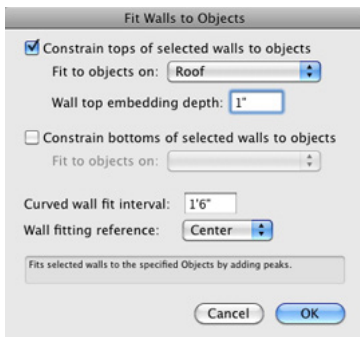 Fit Walls to Objects
Constrain tops of selected walls to objects
Fit to objects on: Roof
Wall top embedding depth: 1"
Constrain bottoms of selected walls to objects
Fit to objects on:
Curved wall fit interval: 1'6"
Wall fitting reference: Center
Fits selected walls to the specified Objects by adding peaks.
Cancel OK